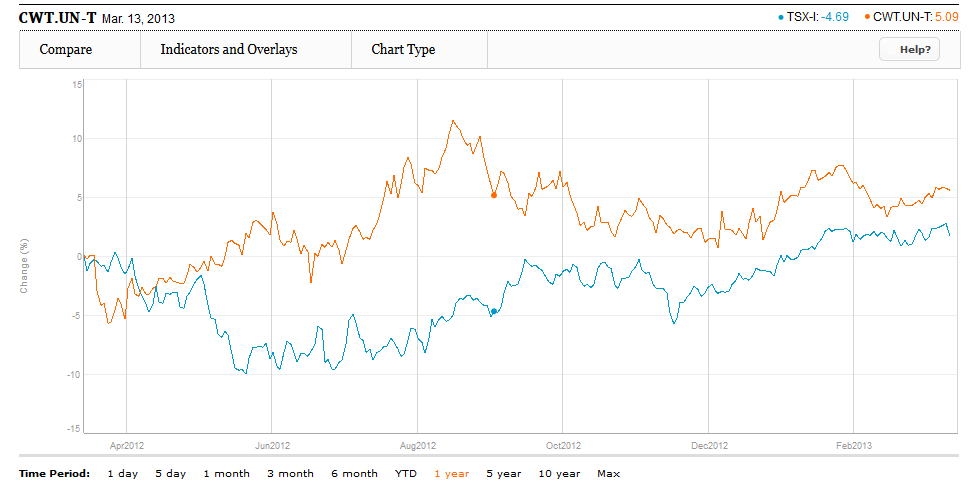 CWT.UN-T Mar. 13, 2013 TSX-I: -4.69 CWT.UN-T: 5.09
Compare Indicators and Overlays Chart Type Help?
15
10
5
0
-5
-10
-15
Change (%)
Apr2012 Jun2012 Aug2012 Oct2012 Dec2012 Feb2013
Time Period: 1 day 5 day 1 month 3 month 6 month YTD 1 year 5 year 10 year Max